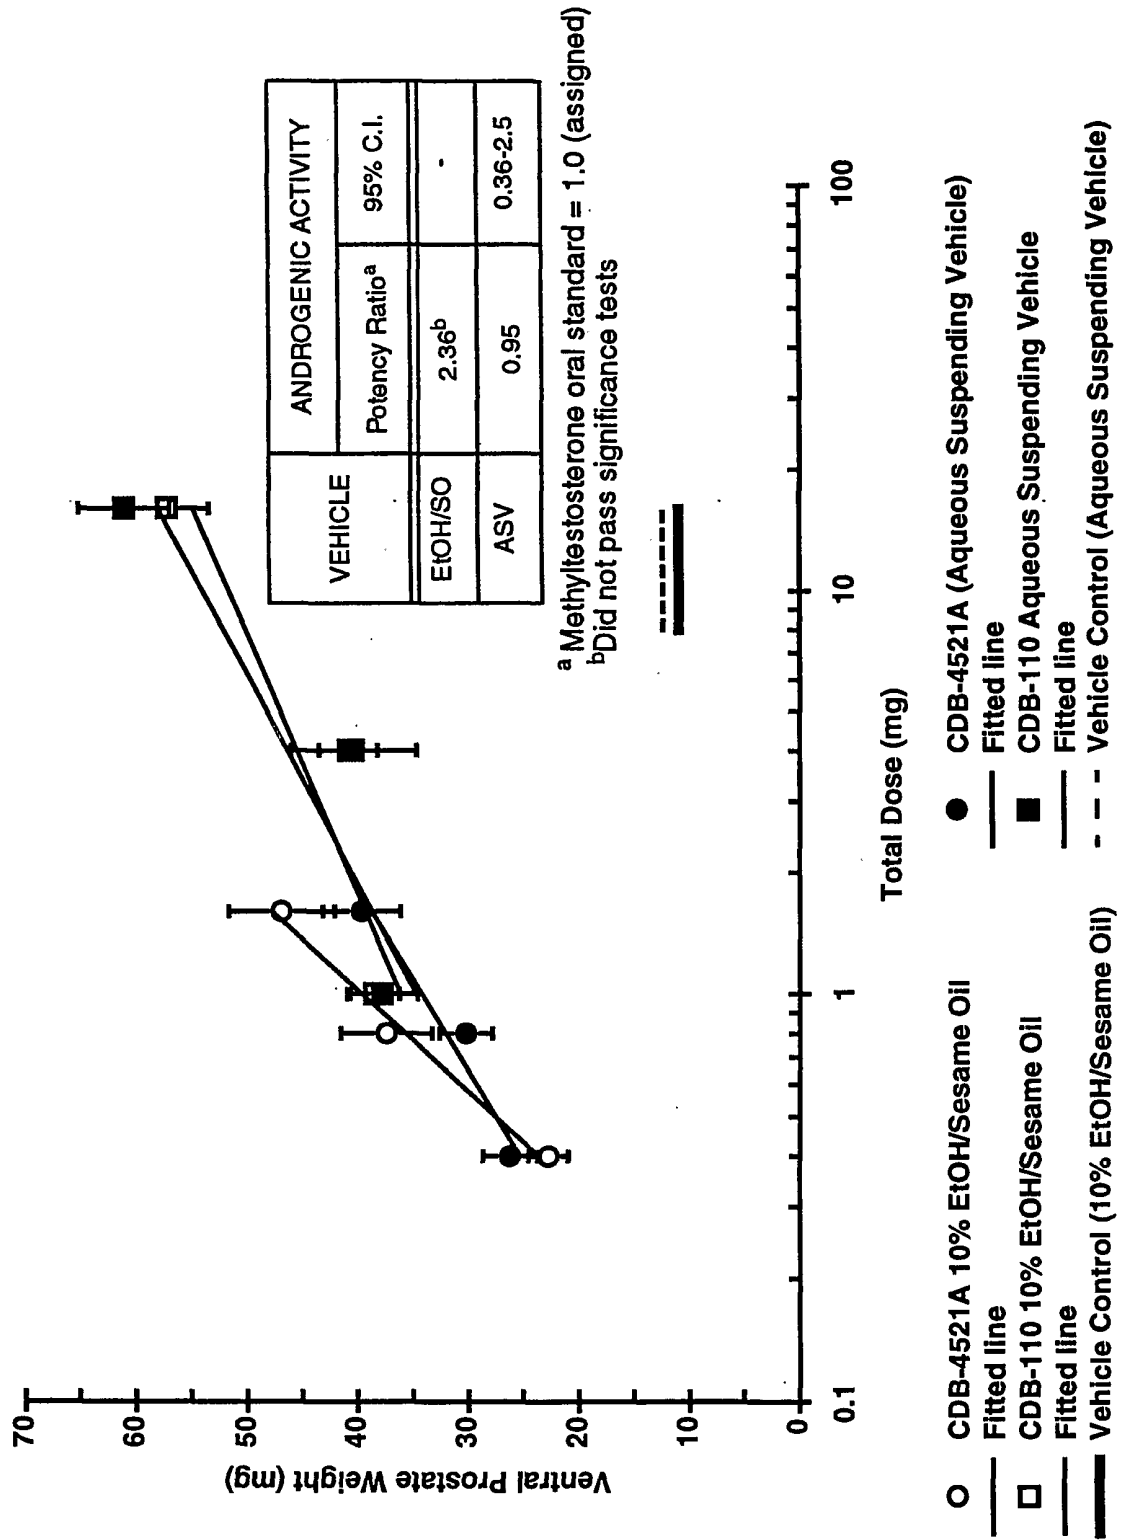 70
60
50
40
30
20
10
0
Ventral Prostate Weight (mg)
0.1
1
10
100
Total Dose (mg)
VEHICLE
ANDROGENIC ACTIVITY
Potency Ratioa
95% C.I.
EtOH/SO
2.36b
-
ASV
0.95
0.36-2.5
a Methyltestosterone oral standard = 1.0 (assigned)
bDid not pass significance tests
CDB-4521A 10% EtOH/Sesame Oil
Fitted line
CDB-110 10% EtOH/Sesame Oil
Fitted line
Vehicle Control (10% EtOH/Sesame Oil)
CDB-4521A (Aqueous Suspending Vehicle)
Fitted line
CDB-110 Aqueous Suspending Vehicle
Fitted line
Vehicle Control (Aqueous Suspending Vehicle)